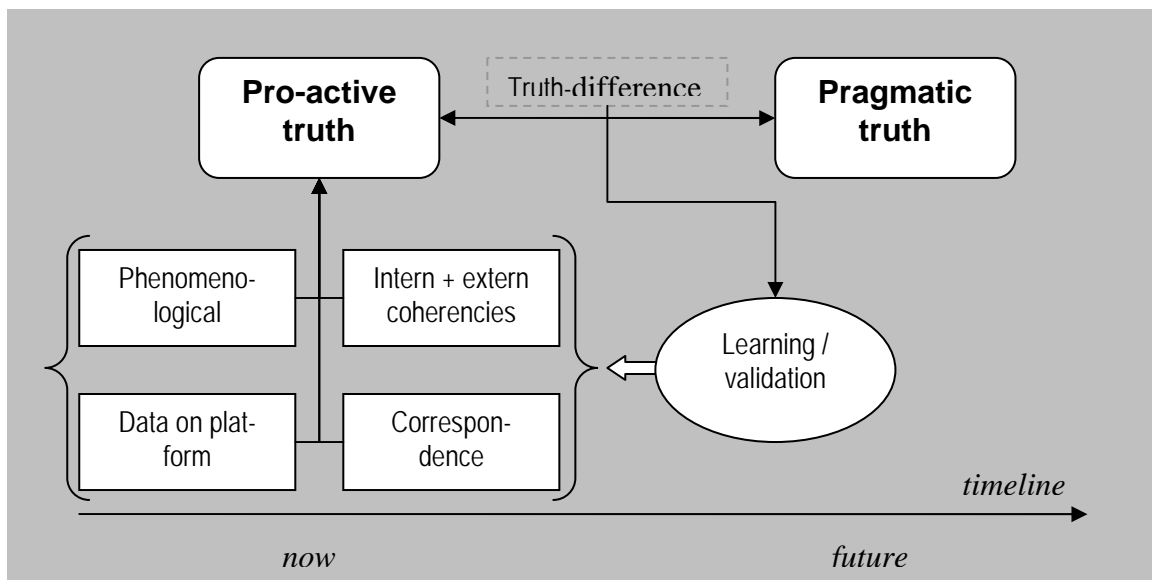 Pro-active
truth
Truth-difference
Pragmatic
truth
Phenomeno-
logical
Intern + extern
coherencies
Learning /
validation
Data on plat-
form
Correspon-
dence
timeline
now
future